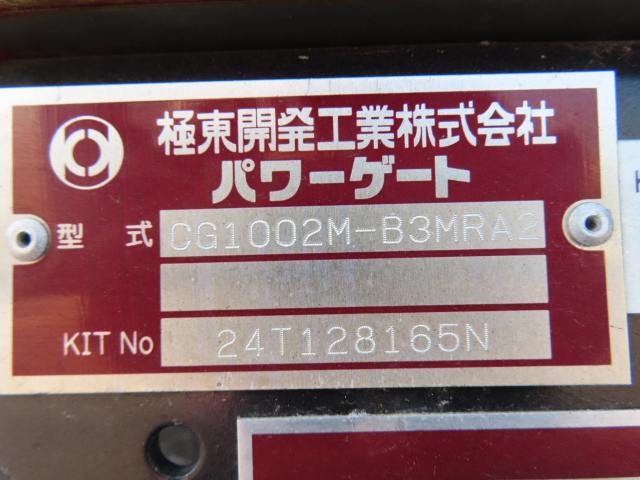 極東開発工業株式会社
パワーゲート
型 式 CG1002M-B3MRA2
KIT No 24T128165N